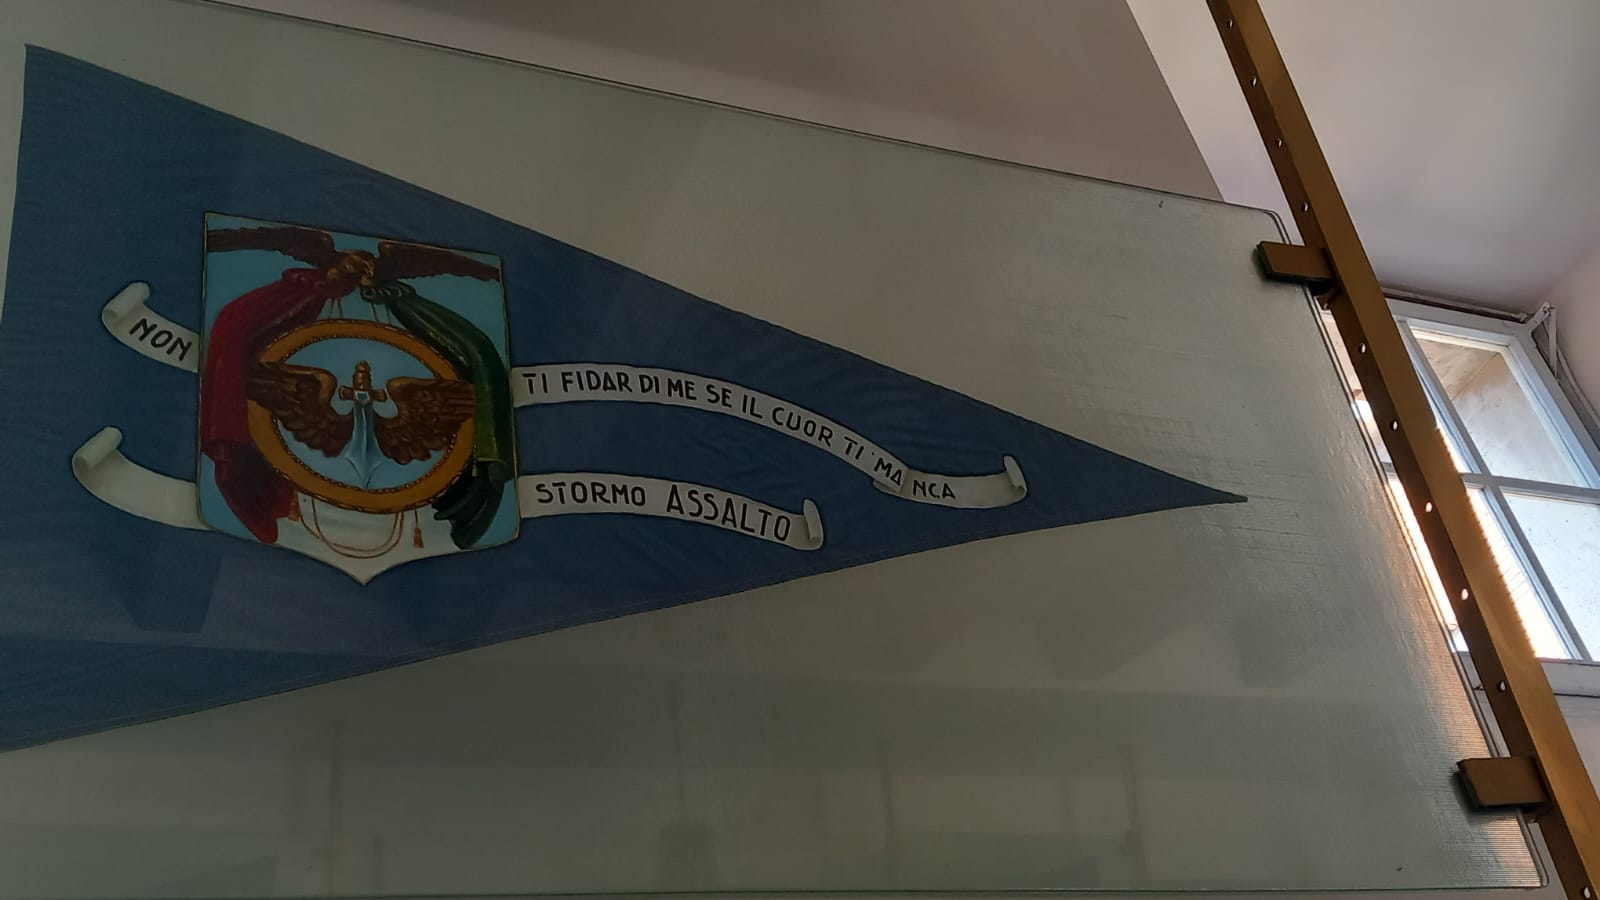 NON TI FIDAR DI ME SE IL CUOR TI MANCA
STORMO ASSALTO